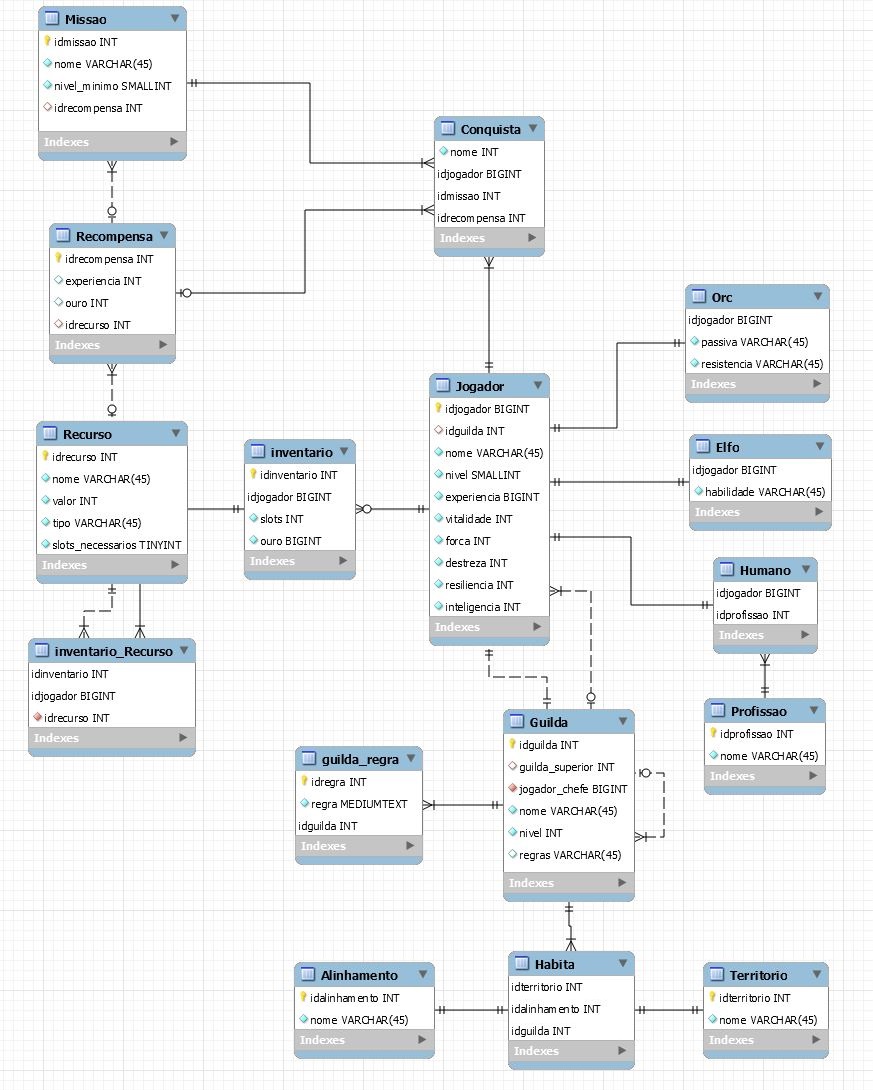 Missao
idmissao INT
nome VARCHAR(45)
nivel_minimo SMALLINT
idrecompensa INT
Indexes
Conquista
nome INT
idjogador BIGINT
idmissao INT
idrecompensa INT
Indexes
Recompensa
idrecompensa INT
experiencia INT
ouro INT
idrecurso INT
Indexes
Orc
idjogador BIGINT
passiva VARCHAR(45)
resistencia VARCHAR(45)
Indexes
Jogador
idjogador BIGINT
idguilda INT
nome VARCHAR(45)
nivel SMALLINT
experiencia BIGINT
vitalidade INT
forca INT
destreza INT
resiliencia INT
inteligencia INT
Indexes
Recurso
idrecurso INT
nome VARCHAR(45)
valor INT
tipo VARCHAR(45)
slots_necessarios TINYINT
Indexes
inventario
idinventario INT
idjogador BIGINT
slots INT
ouro BIGINT
Indexes
Elfo
idjogador BIGINT
habilidade VARCHAR(45)
Indexes
Humano
idjogador BIGINT
idprofissao INT
Indexes
inventario_Recurso
idinventario INT
idjogador BIGINT
idrecurso INT
Indexes
Profissao
idprofissao INT
nome VARCHAR(45)
Indexes
Guilda
idguilda INT
guilda_superior INT
jogador_chefe BIGINT
nome VARCHAR(45)
nivel INT
regras VARCHAR(45)
Indexes
guilda_regra
idregra INT
regra MEDIUMTEXT
idguilda INT
Indexes
Habita
idterritorio INT
idalinhamento INT
idguilda INT
Indexes
Alinhamento
idalinhamento INT
nome VARCHAR(45)
Indexes
Territorio
idterritorio INT
nome VARCHAR(45)
Indexes